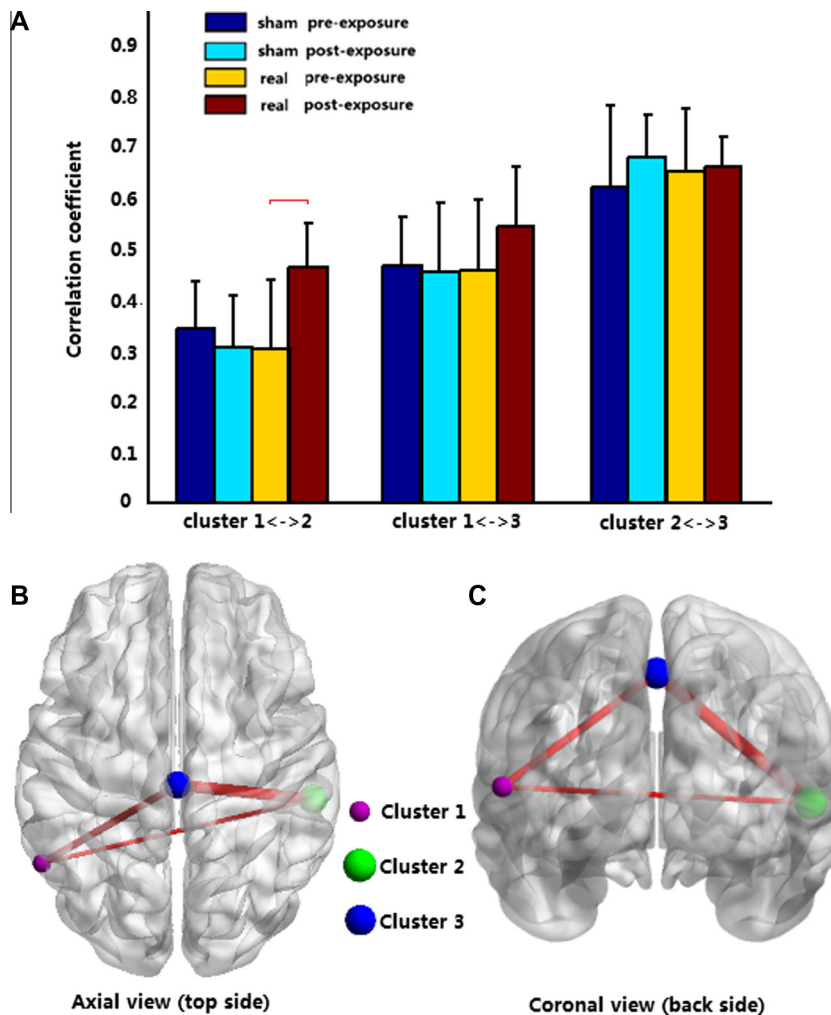 A
sham pre-exposure
sham post-exposure
real pre-exposure
real post-exposure
Correlation coefficient
0.9
0.8
0.7
0.6
0.5
0.4
0.3
0.2
0.1
0
cluster 1<->2
cluster 1<->3
cluster 2<->3
B
C
Cluster 1
Cluster 2
Cluster 3
Axial view (top side)
Coronal view (back side)